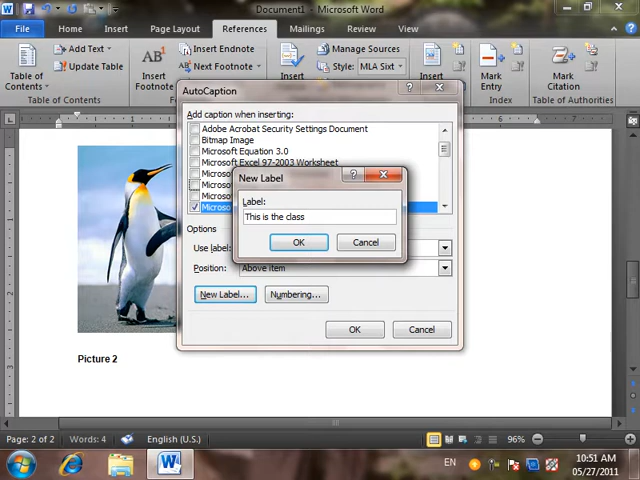 Document1 - Microsoft Word
File Home Insert Page Layout References Mailings Review View
Table of Contents
Add Text
Update Table
Table of Contents
AB
Insert Footnote
Insert Endnote
Next Footnote
Insert
Manage Sources
Style: MLA Sixt
Insert
Mark Entry
Index
Mark Citation
Table of Authorities
AutoCaption
Add caption when inserting:
Adobe Acrobat Security Settings Document
Bitmap Image
Microsoft Equation 3.0
Microsoft Excel 97-2003 Worksheet
New Label
Label:
This is the class
OK Cancel
Options
Use label:
Position: Above item
New Label... Numbering...
OK Cancel
Picture 2
Page: 2 of 2 Words: 4 English (U.S.) 96%
EN
10:51 AM
05/27/2011